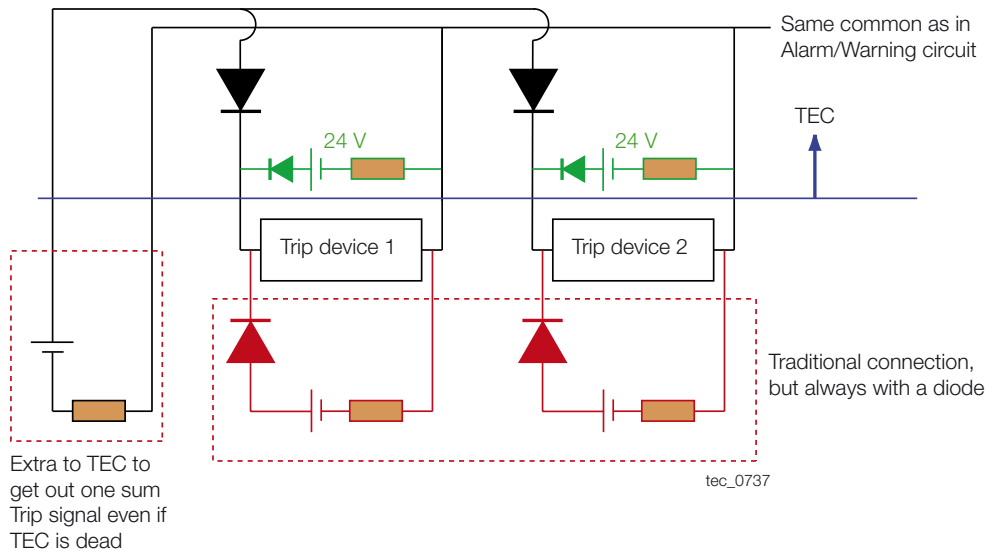 Same common as in
Alarm/Warning circuit
TEC
24 V
24 V
Trip device 1
Trip device 2
Traditional connection,
but always with a diode
tec_0737
Extra to TEC to
get out one sum
Trip signal even if
TEC is dead